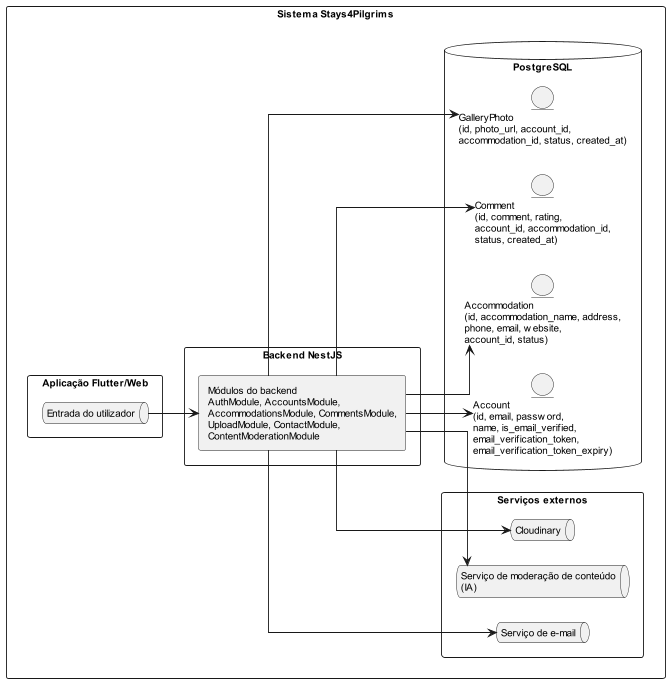 Sistema Stays4Pilgrims
PostgreSQL
GalleryPhoto
(id, photo_url, account_id,
accommodation_id, status, created_at)
Comment
(id, comment, rating,
account_id, accommodation_id,
status, created_at)
Accommodation
(id, accommodation_name, address,
phone, email, website,
account_id, status)
Account
(id, email, password,
name, is_email_verified,
email_verification_token,
email_verification_token_expiry)
Backend NestJS
Módulos do backend
AuthModule, AccountsModule,
AccommodationsModule, CommentsModule,
UploadModule, ContactModule,
ContentModerationModule
Aplicação Flutter/Web
Entrada do utilizador
Serviços externos
Cloudinary
Serviço de moderação de conteúdo
(IA)
Serviço de e-mail